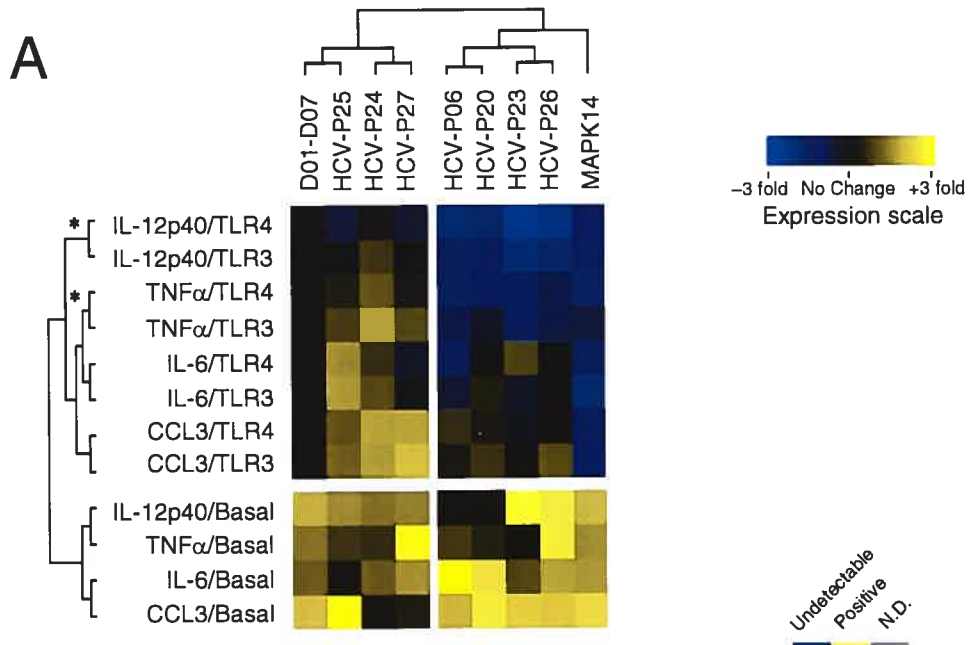 A
D01-D07
HCV-P25
HCV-P24
HCV-P27
HCV-P06
HCV-P20
HCV-P23
HCV-P26
MAPK14
−3 fold No Change +3 fold
Expression scale
* IL-12p40/TLR4
IL-12p40/TLR3
* TNFα/TLR4
TNFα/TLR3
IL-6/TLR4
IL-6/TLR3
CCL3/TLR4
CCL3/TLR3
IL-12p40/Basal
TNFα/Basal
IL-6/Basal
CCL3/Basal
Undetectable
Positive
N.D.